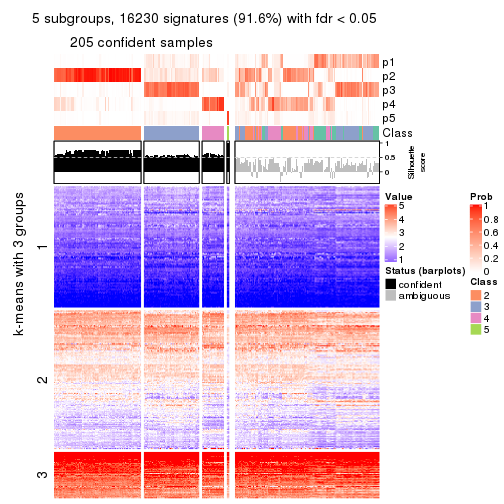 5 subgroups, 16230 signatures (91.6%) with fdr < 0.05
205 confident samples
p1
p2
p3
p4
p5
Class
1
0.5
0
Silhouette
score
k-means with 3 groups
1
2
3
Value
5
4
3
2
1
Status (barplots)
confident
ambiguous
Prob
1
0.8
0.6
0.4
0.2
0
Class
2
3
4
5